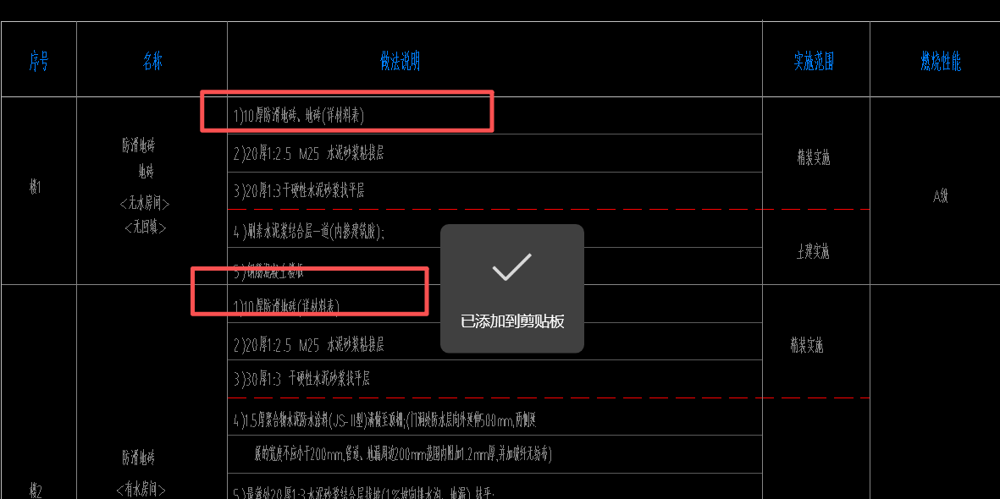 序号 名称 做法说明 实施范围 燃烧性能
1)10厚防滑地砖、地砖(详材料表)
防滑地砖
2)20厚1:2.5 M25 水泥砂浆粘接层
精装实施
地砖
楼1
3)20厚1:3干硬性水泥砂浆找平层
A级
<无水房间>
<无回填>
4)刷素水泥浆结合层一道(内掺建筑胶);
土建实施
5)钢筋混凝土楼板
1)10厚防滑地砖(详材料表)
已添加到剪贴板
2)20厚1:2.5 M25 水泥砂浆粘接层
精装实施
3)30厚1:3 干硬性水泥砂浆找平层
4)1.5厚聚合物水泥防水涂料(JS-II型)满做至顶棚;(门洞处防水层向外延伸500mm,两侧延
展的宽度不应小于200mm,管道、地漏周边200mm范围内附加1.2mm厚,并加玻纤无纺布)
防滑地砖
<有水房间>
楼2
5)最薄处20厚1:3水泥砂浆结合层找坡(1%坡向排水沟、地漏),抹平;